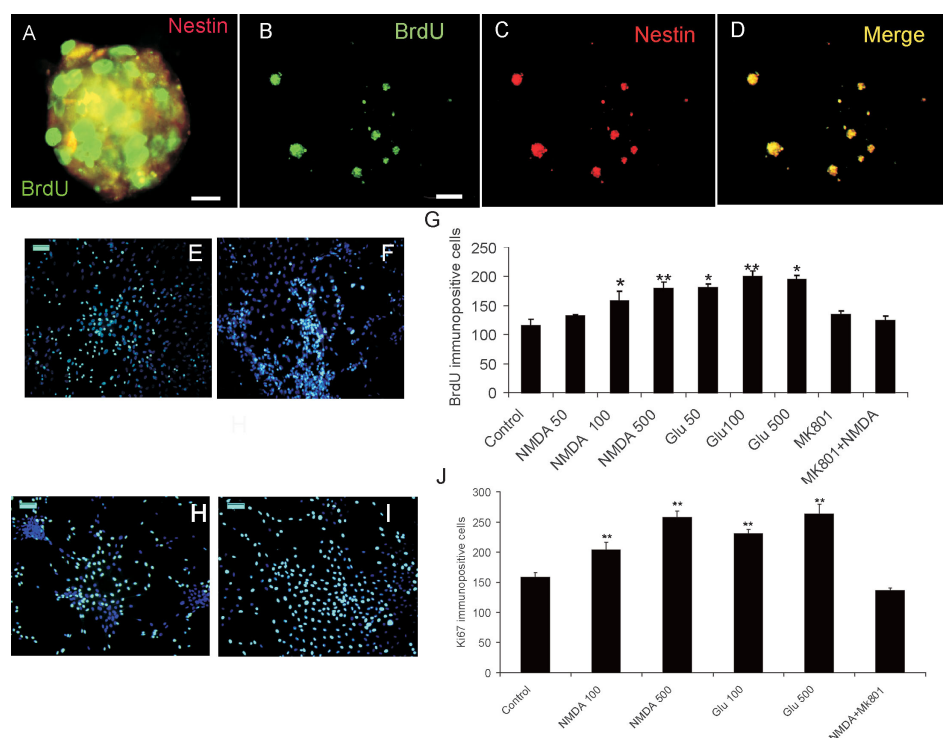 A
Nestin
BrdU
B
BrdU
C
Nestin
D
Merge
E
F
G
BrdU immunopositive cells
250
200
150
100
50
0
*
**
*
**
*
Control
NMDA 50
NMDA 100
NMDA 500
Glu 50
Glu100
Glu 500
MK801
MK801+NMDA
H
H
I
J
Ki67 immunopositive cells
300
250
200
150
100
50
0
**
**
**
**
Control
NMDA 100
NMDA 500
Glu 100
Glu 500
NMDA+Mk801